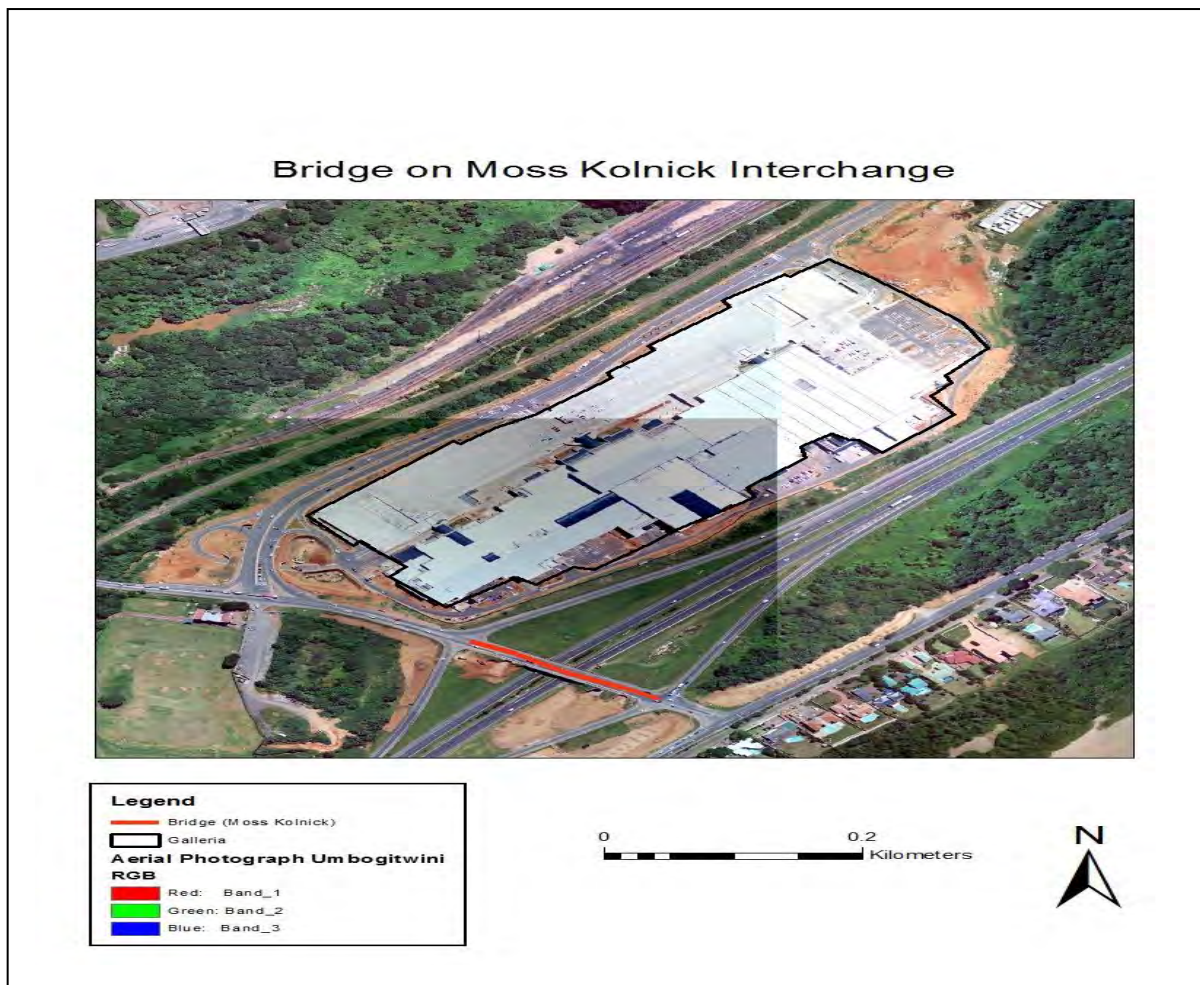 Bridge on Moss Kolnick Interchange
Legend
Bridge (Moss Kolnick)
Galleria
Aerial Photograph Umbogitwini
RGB
Red: Band_1
Green: Band_2
Blue: Band_3
0 0.2
Kilometers
N